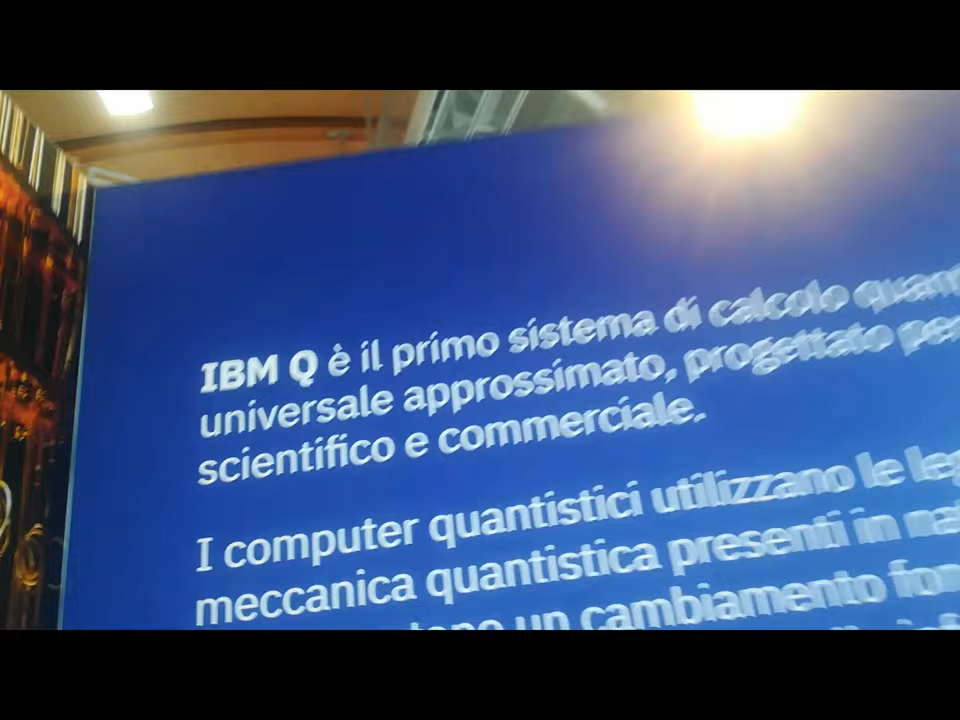 IBM Q è il primo sistema di calcolo
universale approssimato, progettato
scientifico e commerciale.
I computer quantistici utilizzano le
meccanica quantistica presenti in
un cambiamento